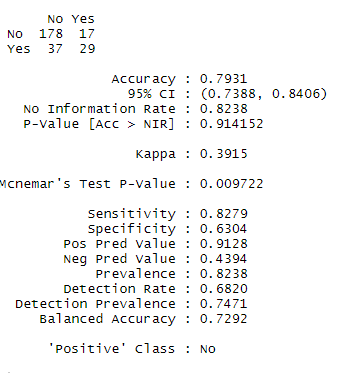 No Yes
No 178 17
Yes 37 29
Accuracy : 0.7931
95% CI : (0.7388, 0.8406)
No Information Rate : 0.8238
P-Value [Acc > NIR] : 0.914152
Kappa : 0.3915
Mcnemar's Test P-Value : 0.009722
Sensitivity : 0.8279
Specificity : 0.6304
Pos Pred Value : 0.9128
Neg Pred Value : 0.4394
Prevalence : 0.8238
Detection Rate : 0.6820
Detection Prevalence : 0.7471
Balanced Accuracy : 0.7292
'Positive' Class : No